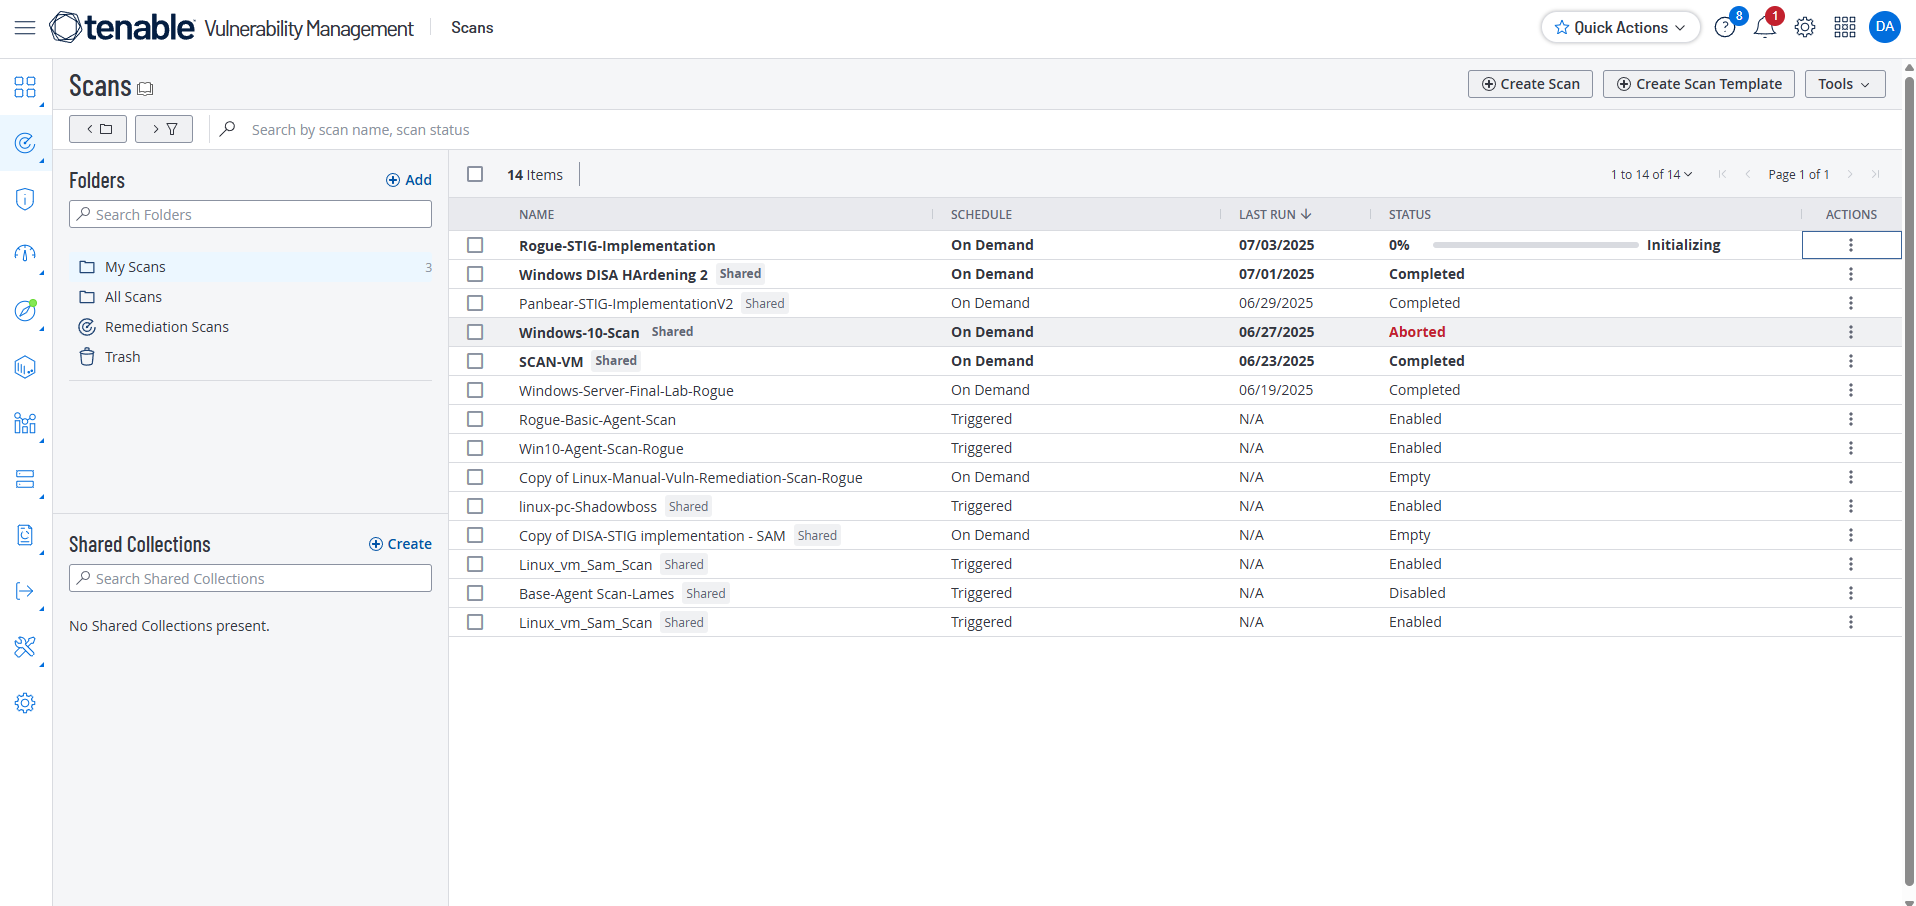 tenable Vulnerability Management Scans Quick Actions 8 1 DA
Scans Create Scan Create Scan Template Tools
Search by scan name, scan status
Folders Add
Search Folders
My Scans 3
All Scans
Remediation Scans
Trash
Shared Collections Create
Search Shared Collections
No Shared Collections present.
14 Items 1 to 14 of 14 Page 1 of 1
NAME SCHEDULE LAST RUN STATUS ACTIONS
Rogue-STIG-Implementation On Demand 07/03/2025 0% Initializing
Windows DISA HArdening 2 Shared On Demand 07/01/2025 Completed
Panbear-STIG-ImplementationV2 Shared On Demand 06/29/2025 Completed
Windows-10-Scan Shared On Demand 06/27/2025 Aborted
SCAN-VM Shared On Demand 06/23/2025 Completed
Windows-Server-Final-Lab-Rogue On Demand 06/19/2025 Completed
Rogue-Basic-Agent-Scan Triggered N/A Enabled
Win10-Agent-Scan-Rogue Triggered N/A Enabled
Copy of Linux-Manual-Vuln-Remediation-Scan-Rogue On Demand N/A Empty
linux-pc-Shadowboss Shared Triggered N/A Enabled
Copy of DISA-STIG implementation - SAM Shared On Demand N/A Empty
Linux_vm_Sam_Scan Shared Triggered N/A Enabled
Base-Agent Scan-Lames Shared Triggered N/A Disabled
Linux_vm_Sam_Scan Shared Triggered N/A Enabled